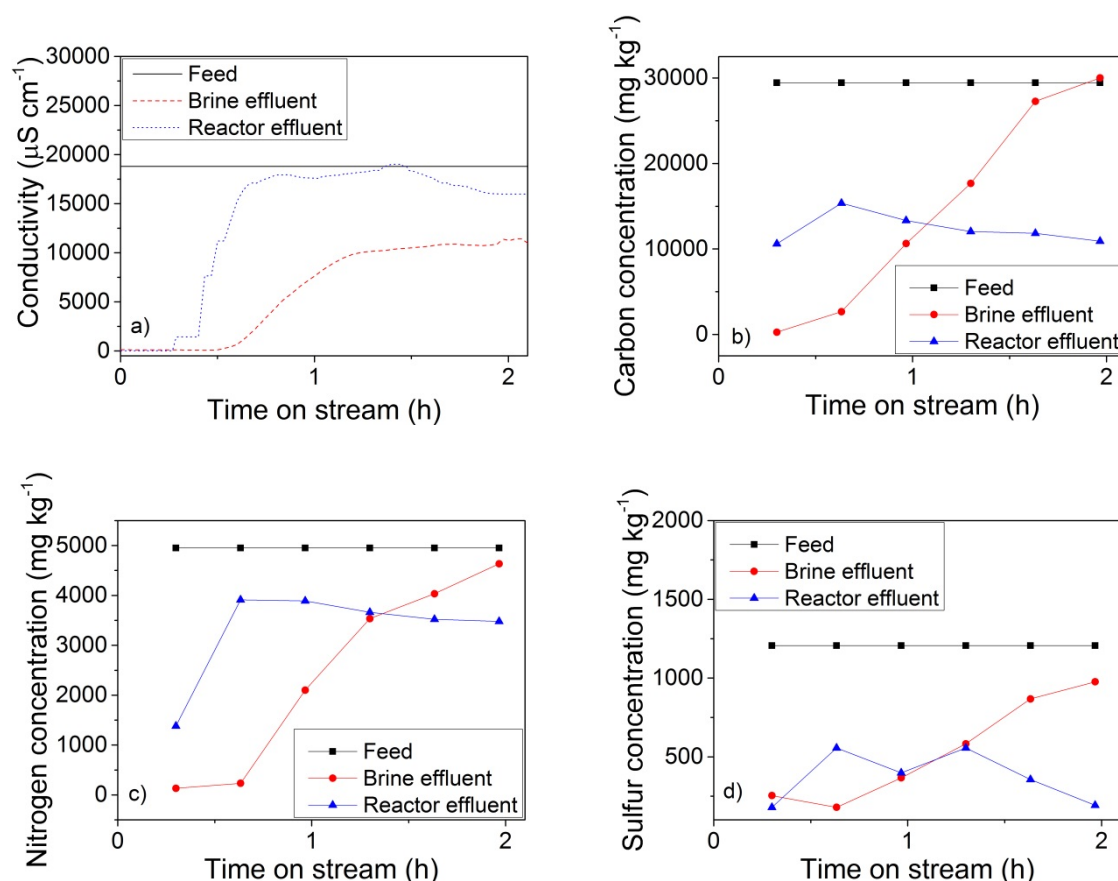 Conductivity (µS cm⁻¹)
30000
25000
20000
15000
10000
5000
0
Feed
Brine effluent
Reactor effluent
a)
0
1
2
Time on stream (h)
Carbon concentration (mg kg⁻¹)
30000
20000
10000
0
b)
Feed
Brine effluent
Reactor effluent
0
1
2
Time on stream (h)
Nitrogen concentration (mg kg⁻¹)
5000
4000
3000
2000
1000
0
c)
Feed
Brine effluent
Reactor effluent
0
1
2
Time on stream (h)
Sulfur concentration (mg kg⁻¹)
2000
1500
1000
500
Feed
Brine effluent
Reactor effluent
d)
0
1
2
Time on stream (h)